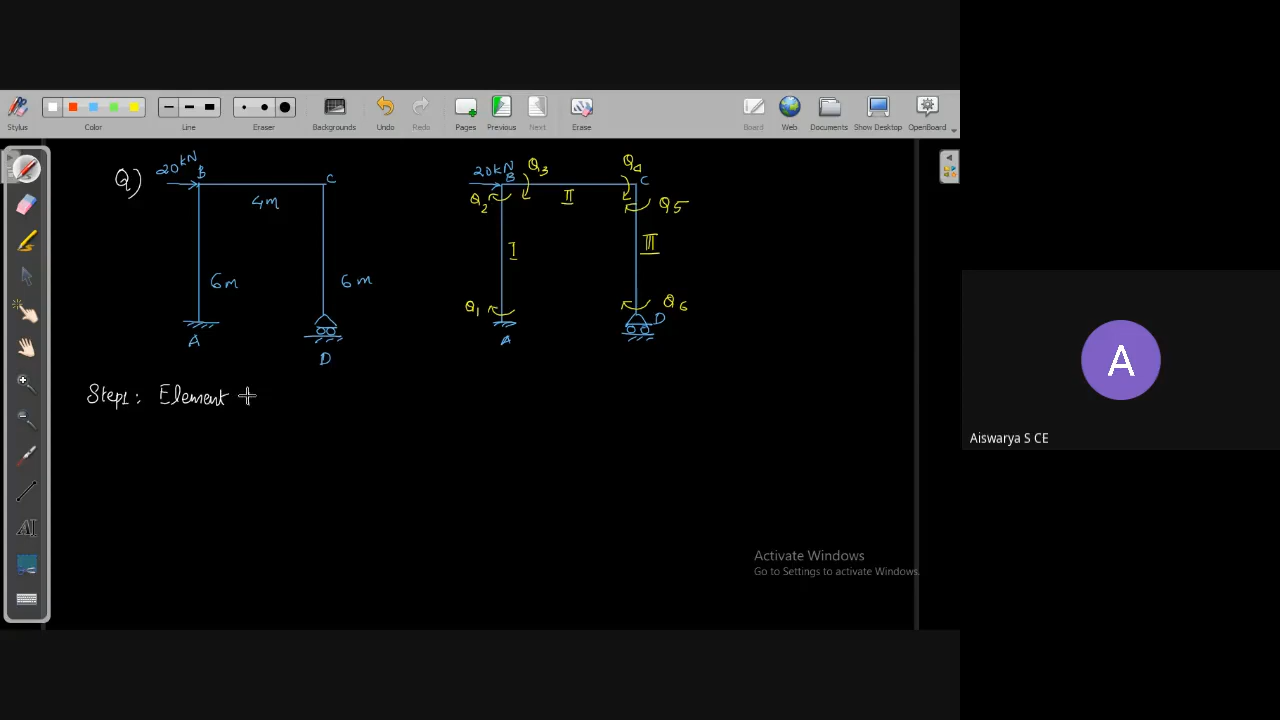 Stylus
Color
Line
Eraser
Backgrounds
Undo
Redo
Pages
Previous
Next
Erase
Board
Web
Documents
Show Desktop
OpenBoard
Q)
20kN
B
C
4m
6m
6m
A
D
20kN
B
Q3
Q4
C
Q2
II
Q5
I
III
Q1
Q6
A
D
Step1: Element
A
Aiswarya S CE
Activate Windows
Go to Settings to activate Windows.